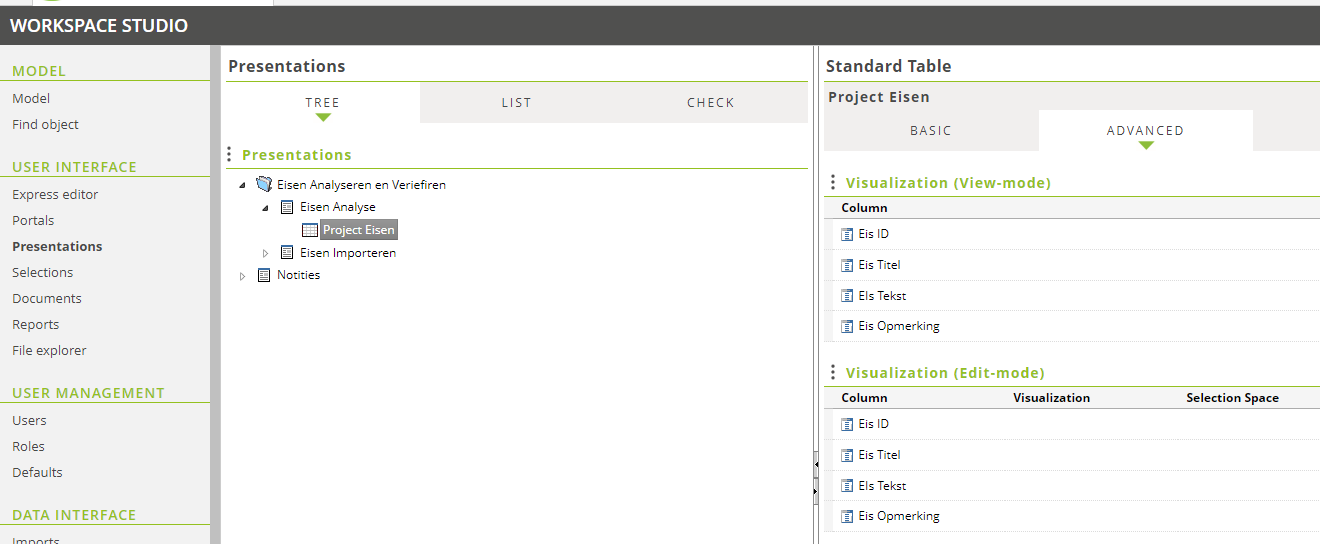 WORKSPACE STUDIO
MODEL
Model
Find object
USER INTERFACE
Express editor
Portals
Presentations
Selections
Documents
Reports
File explorer
USER MANAGEMENT
Users
Roles
Defaults
DATA INTERFACE
Imports
Presentations
TREE LIST CHECK
Presentations
Eisen Analyseren en Veriefiren
Eisen Analyse
Project Eisen
Eisen Importeren
Notities
Standard Table
Project Eisen
BASIC ADVANCED
Visualization (View-mode)
Column
Eis ID
Eis Titel
EIs Tekst
Eis Opmerking
Visualization (Edit-mode)
Column Visualization Selection Space
Eis ID
Eis Titel
EIs Tekst
Eis Opmerking